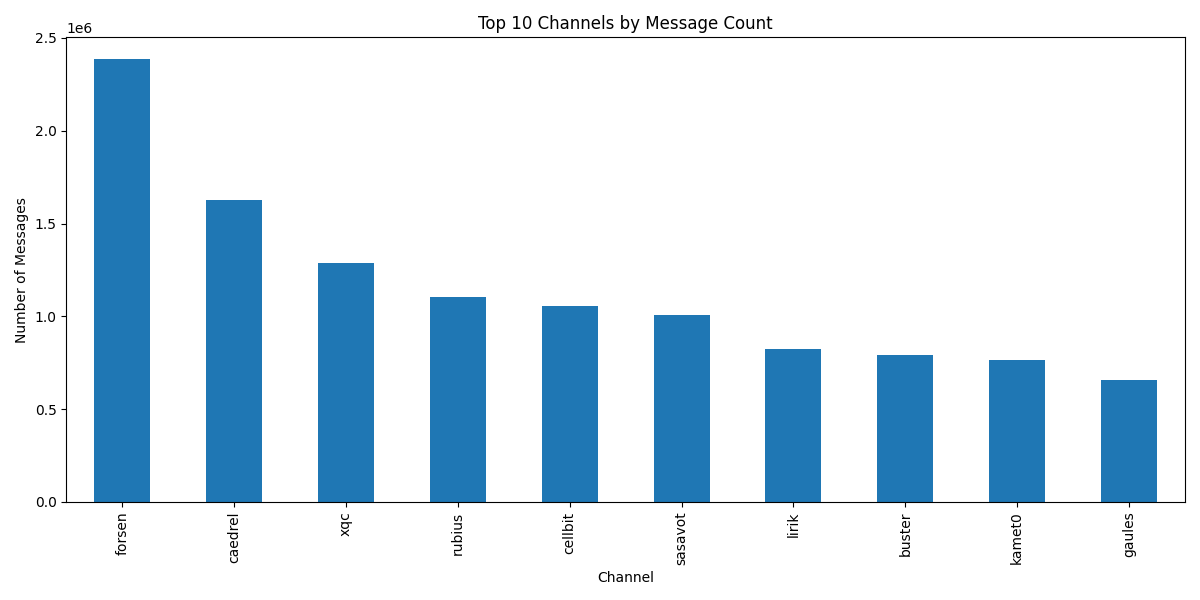 Top 10 Channels by Message Count
1e6
2.5
2.0
1.5
1.0
0.5
0.0
Number of Messages
forsen
caedrel
xqc
rubius
cellbit
sasavot
lirik
buster
kamet0
gaules
Channel